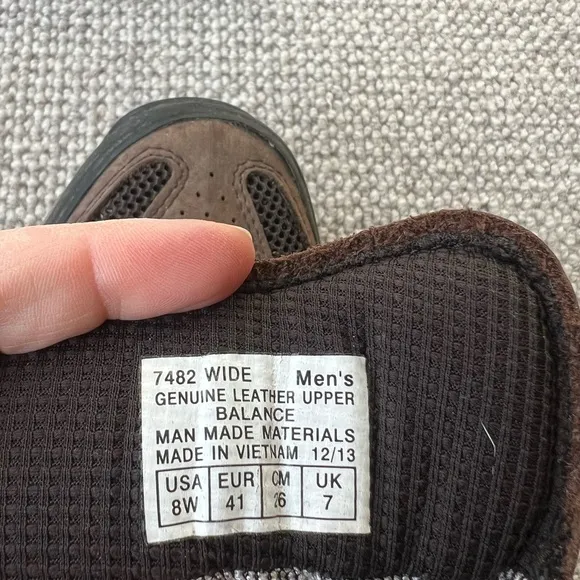 7482 WIDE Men's
GENUINE LEATHER UPPER
BALANCE
MAN MADE MATERIALS
MADE IN VIETNAM 12/13
USA EUR CM UK
8W 41 26 7